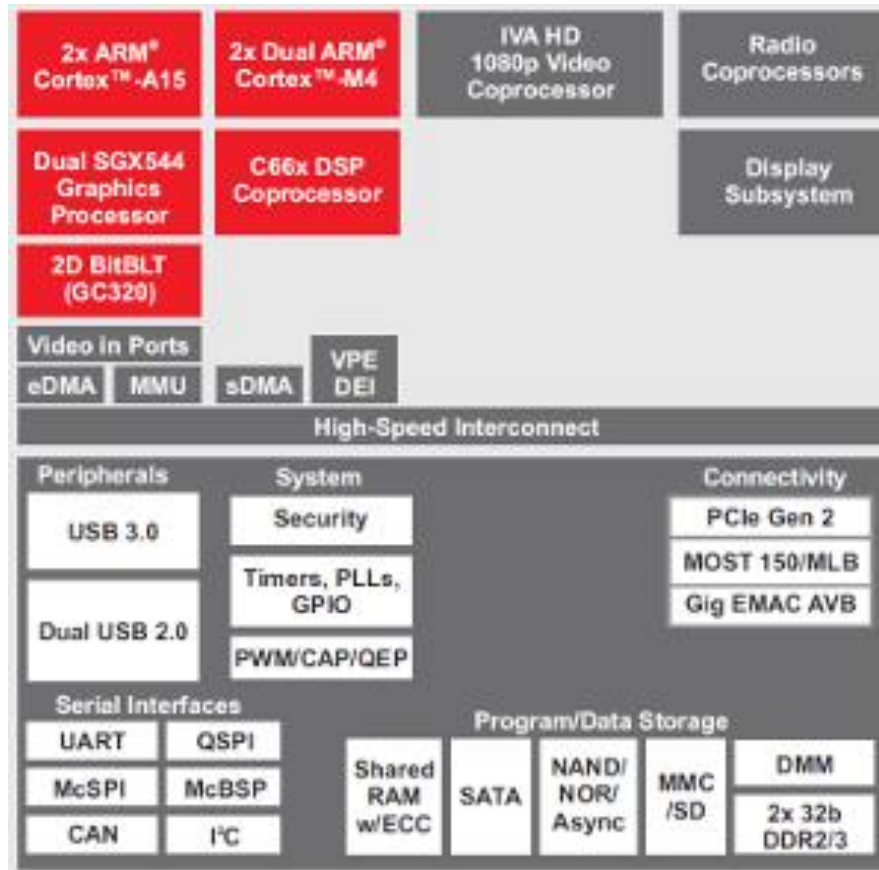 2x ARM®
Cortex™-A15
2x Dual ARM®
Cortex™-M4
IVA HD
1080p Video
Coprocessor
Radio
Coprocessors
Dual SGX544
Graphics
Processor
C66x DSP
Coprocessor
Display
Subsystem
2D BitBLT
(GC320)
Video in Ports
eDMA
MMU
sDMA
VPE
DEI
High-Speed Interconnect
Peripherals
USB 3.0
Dual USB 2.0
System
Security
Timers, PLLs,
GPIO
PWM/CAP/QEP
Connectivity
PCIe Gen 2
MOST 150/MLB
Gig EMAC AVB
Serial Interfaces
UART
QSPI
McSPI
McBSP
CAN
I²C
Program/Data Storage
Shared
RAM
w/ECC
SATA
NAND/
NOR/
Async
MMC
/SD
DMM
2x 32b
DDR2/3